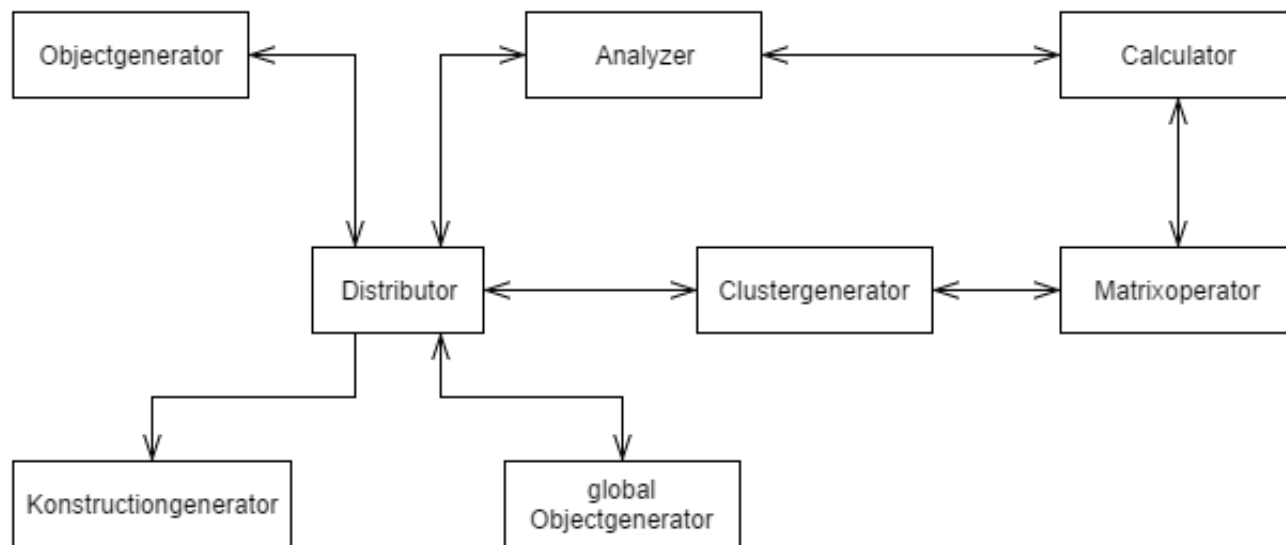 Objectgenerator
Analyzer
Calculator
Distributor
Clustergenerator
Matrixoperator
Konstructiongenerator
global
Objectgenerator